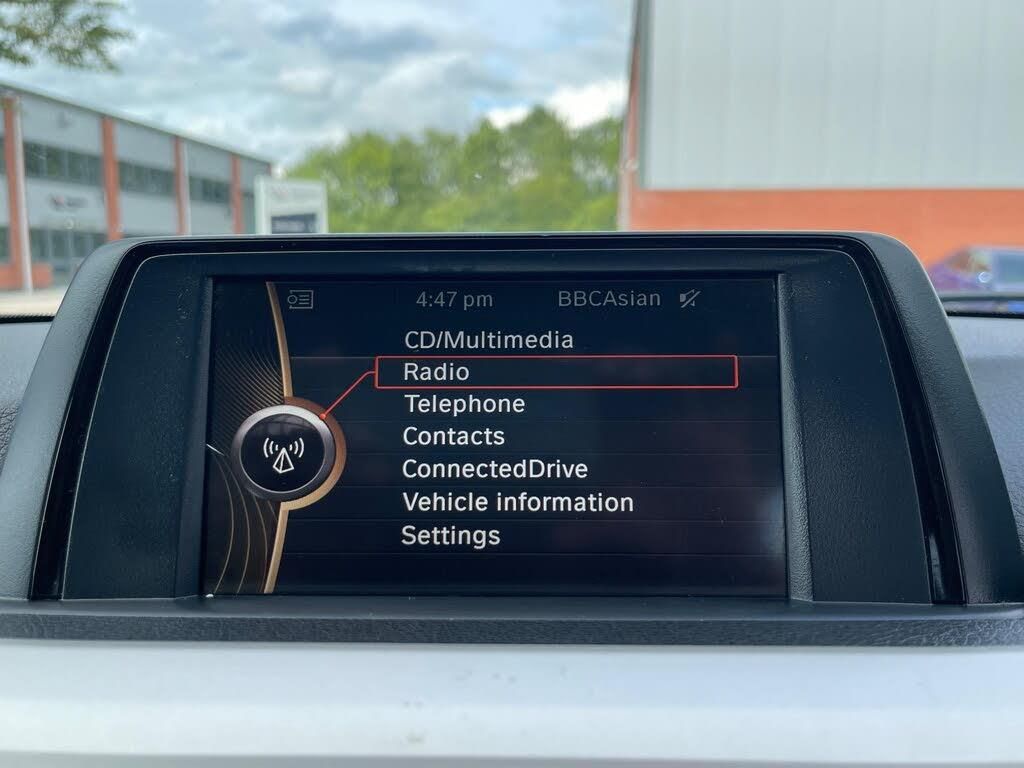 4:47 pm BBCAsian
CD/Multimedia
Radio
Telephone
Contacts
ConnectedDrive
Vehicle information
Settings